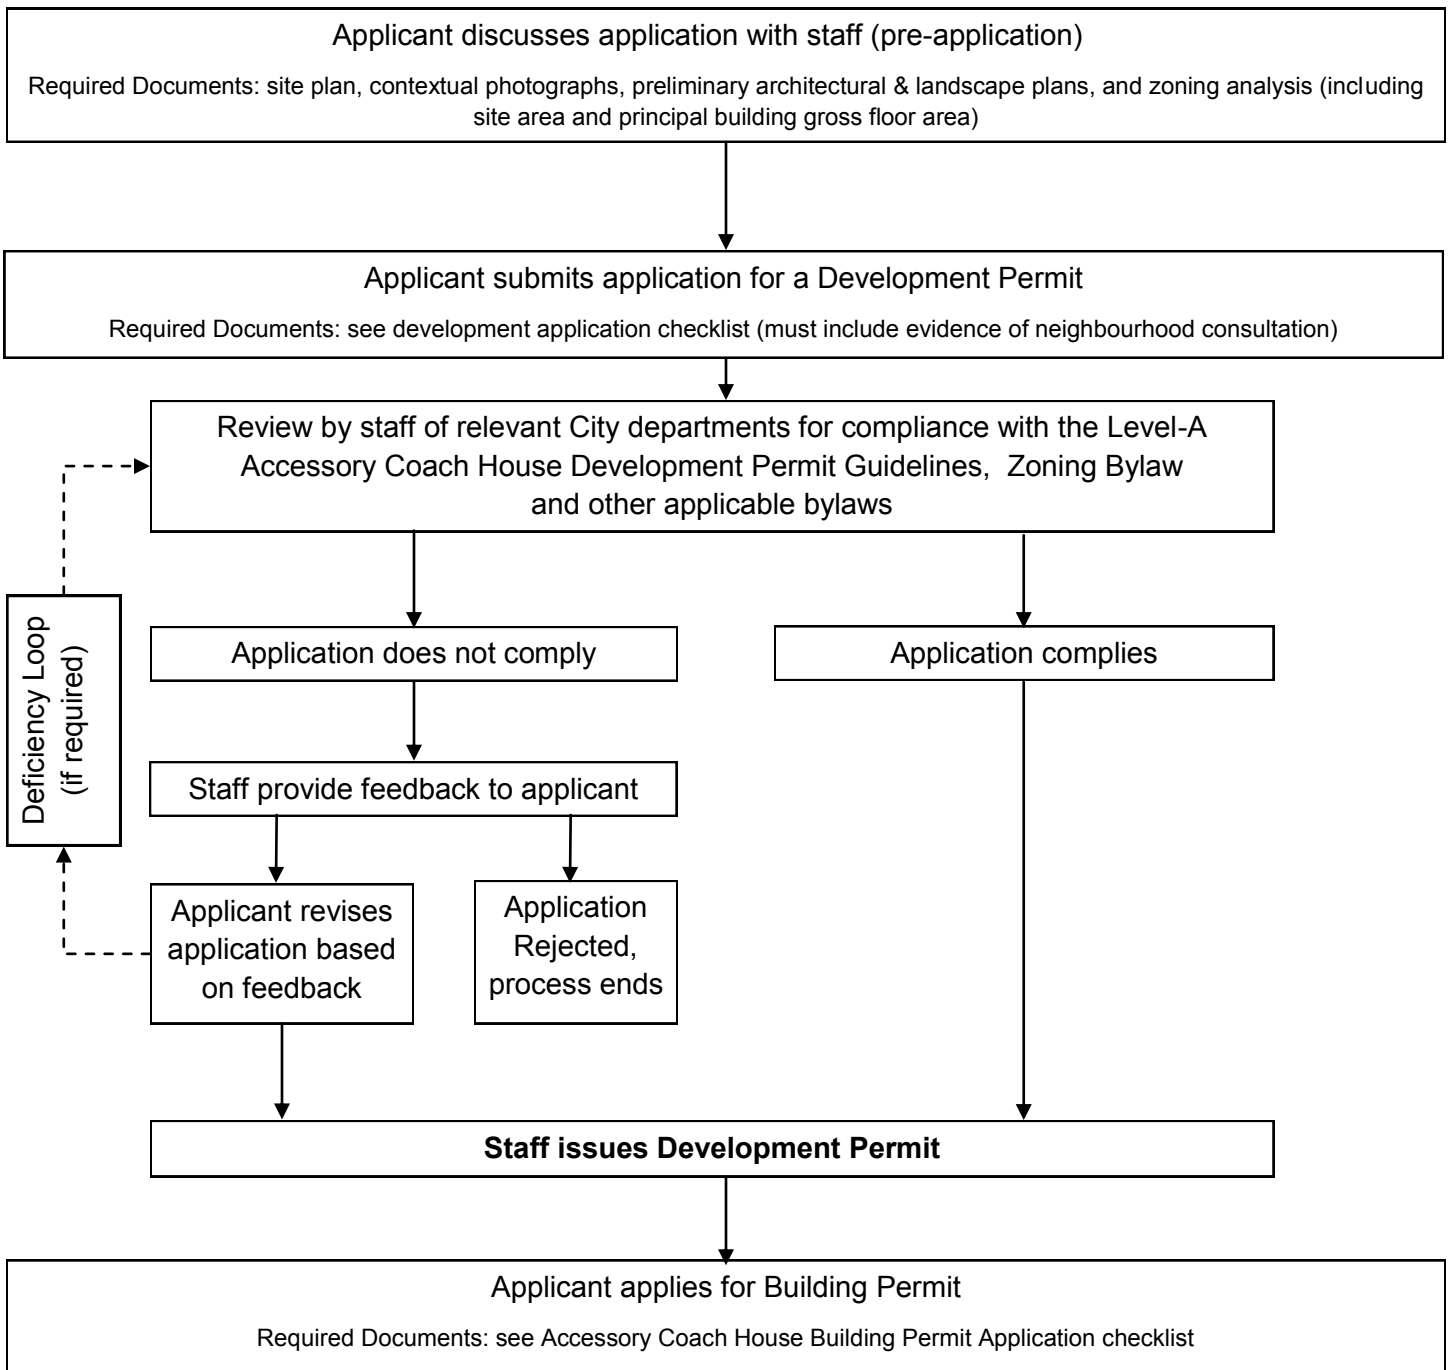 Applicant discusses application with staff (pre-application)
Required Documents: site plan, contextual photographs, preliminary architectural & landscape plans, and zoning analysis (including
site area and principal building gross floor area)
Applicant submits application for a Development Permit
Required Documents: see development application checklist (must include evidence of neighbourhood consultation)
Review by staff of relevant City departments for compliance with the Level-A
Accessory Coach House Development Permit Guidelines, Zoning Bylaw
and other applicable bylaws
Deficiency Loop
(if required)
Application does not comply
Application complies
Staff provide feedback to applicant
Applicant revises
application based
on feedback
Application
Rejected,
process ends
Staff issues Development Permit
Applicant applies for Building Permit
Required Documents: see Accessory Coach House Building Permit Application checklist